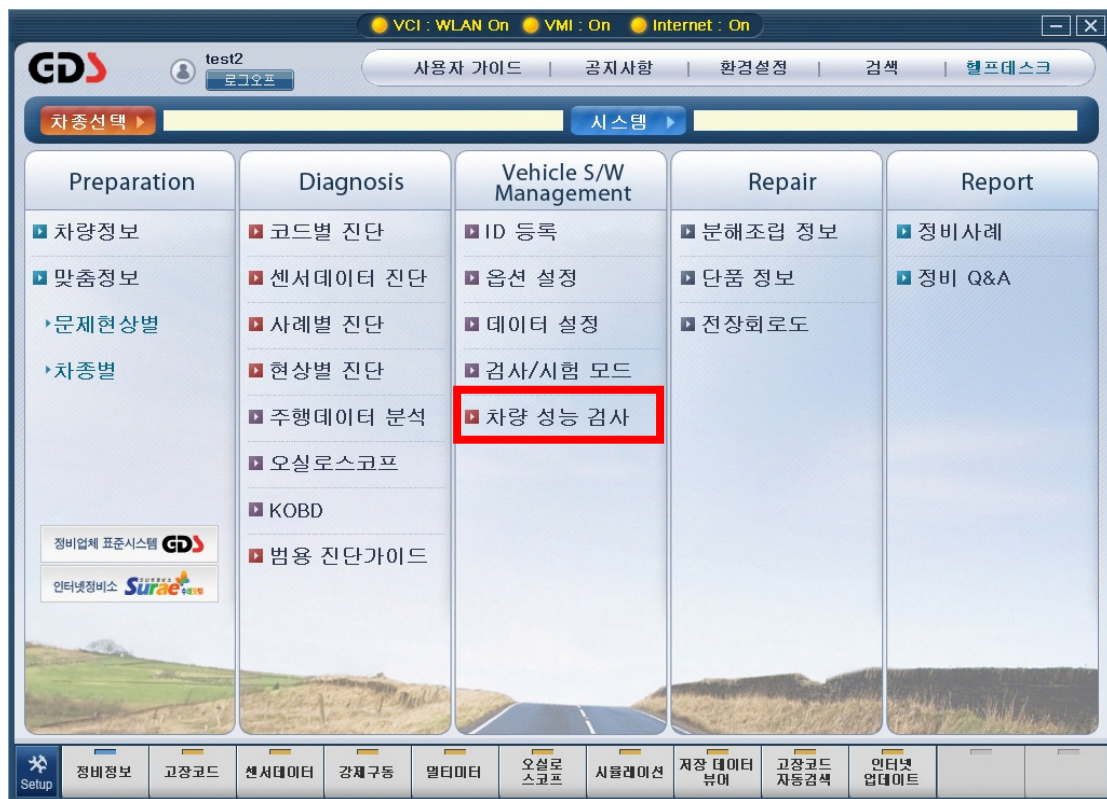 VCI : WLAN On VMI : On Internet : On
GDS
test2
로그오프
사용자 가이드 | 공지사항 | 환경설정 | 검색 | 헬프데스크
차종선택
시스템
Preparation
차량정보
맞춤정보
문제현상별
차종별
정비업체 표준시스템 GDS
인터넷정비소 Surae
Diagnosis
코드별 진단
센서데이터 진단
사례별 진단
현상별 진단
주행데이터 분석
오실로스코프
KOBD
범용 진단가이드
Vehicle S/W
Management
ID 등록
옵션 설정
데이터 설정
검사/시험 모드
차량 성능 검사
Repair
분해조립 정보
단품 정보
전장회로도
Report
정비사례
정비 Q&A
Setup
정비정보
고장코드
센서데이터
강제구동
멀티미터
오실로
스코프
시뮬레이션
저장 데이터
뷰어
고장코드
자동검색
인터넷
업데이트